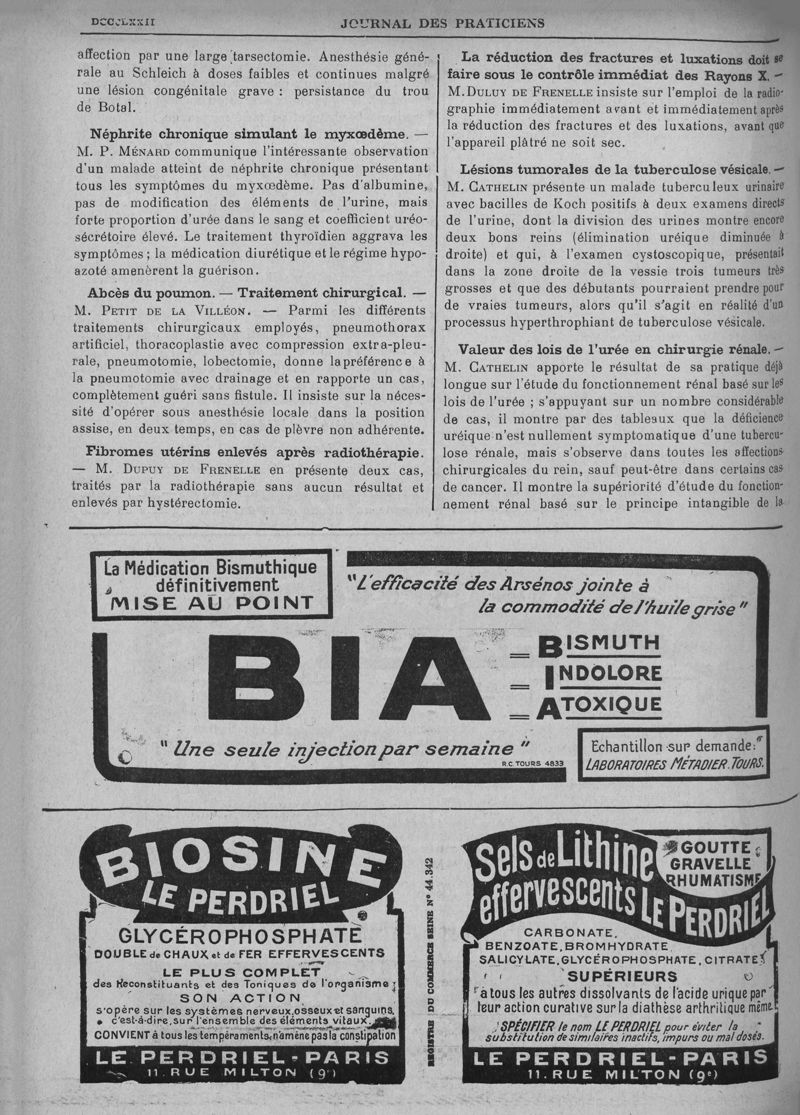 DCCCLXXII
JOURNAL DES PRATICIENS
affection par une large tarsectomie. Anesthésie géné-
rale au Schleich à doses faibles et continues malgré
une lésion congénitale grave : persistance du trou
de Botal.
Néphrite chronique simulant le myxœdème. —
M. P. MÉNARD communique l'intéressante observation
d'un malade atteint de néphrite chronique présentant
tous les symptômes du myxœdème. Pas d'albumine,
pas de modification des éléments de l'urine, mais
forte proportion d'urée dans le sang et coefficient uréo-
sécrétoire élevé. Le traitement thyroïdien aggrava les
symptômes ; la médication diurétique et le régime hypo-
azoté amenèrent la guérison.
Abcès du poumon. — Traitement chirurgical. —
M. PETIT DE LA VILLÉON. — Parmi les différents
traitements chirurgicaux employés, pneumothorax
artificiel, thoracoplastie avec compression extra-pleu-
rale, pneumotomie, lobectomie, donne la préférence à
la pneumotomie avec drainage et en rapporte un cas,
complètement guéri sans fistule. Il insiste sur la néces-
sité d'opérer sous anesthésie locale dans la position
assise, en deux temps, en cas de plèvre non adhérente.
Fibromes utérins enlevés après radiothérapie.
— M. DUPUY DE FRENELLE en présente deux cas,
traités par la radiothérapie sans aucun résultat et
enlevés par hystérectomie.
La réduction des fractures et luxations doit se
faire sous le contrôle immédiat des Rayons X. —
M. DULUY DE FRENELLE insiste sur l'emploi de la radio-
graphie immédiatement avant et immédiatement après
la réduction des fractures et des luxations, avant que
l'appareil plâtré ne soit sec.
Lésions tumorales de la tuberculose vésicale. —
M. CATHELIN présente un malade tuberculeux urinaire
avec bacilles de Koch positifs à deux examens directs
de l'urine, dont la division des urines montre encore
deux bons reins (élimination uréique diminuée à
droite) et qui, à l'examen cystoscopique, présentait
dans la zone droite de la vessie trois tumeurs très
grosses et que des débutants pourraient prendre pour
de vraies tumeurs, alors qu'il s'agit en réalité d'un
processus hyperthrophiant de tuberculose vésicale.
Valeur des lois de l'urée en chirurgie rénale. —
M. CATHELIN apporte le résultat de sa pratique déjà
longue sur l'étude du fonctionnement rénal basé sur les
lois de l'urée ; s'appuyant sur un nombre considérable
de cas, il montre par des tableaux que la déficience
uréique n'est nullement symptomatique d'une tubercu-
lose rénale, mais s'observe dans toutes les affections
chirurgicales du rein, sauf peut-être dans certains cas
de cancer. Il montre la supériorité d'étude du fonction-
nement rénal basé sur le principe intangible de la
La Médication Bismuthique
définitivement
MISE AU POINT
"L'efficacité des Arsénos jointe à
la commodité de l'huile grise"
BIA
= BISMUTH
= INDOLORE
= ATOXIQUE
"Une seule injection par semaine"
R.C. TOURS 4833
Echantillon sur demande:"
LABORATOIRES MÉTADIER. TOURS.
BIOSINE
LE PERDRIEL
GLYCÉROPHOSPHATE
DOUBLE de CHAUX et de FER EFFERVESCENTS
LE PLUS COMPLET
des Reconstituants et des Toniques de l'organisme;
SON ACTION
s'opère sur les systèmes nerveux, osseux et sanguins,
c'est-à-dire, sur l'ensemble des éléments vitaux
CONVIENT à tous les tempéraments, n'amène pas la constipation
LE PERDRIEL-PARIS
11. RUE MILTON (9e)
REGISTRE DU COMMERCE SEINE N° 44.342
Sels de Lithine
effervescents LE PERDRIEL
GOUTTE
GRAVELLE
RHUMATISME
CARBONATE.
BENZOATE, BROMHYDRATE
SALICYLATE, GLYCÉROPHOSPHATE, CITRATE
SUPÉRIEURS
à tous les autres dissolvants de l'acide urique par
leur action curative sur la diathèse arthritique même
SPÉCIFIER le nom LE PERDRIEL pour éviter la
substitution de similaires inactifs, impurs ou mal dosés.
LE PERDRIEL-PARIS
11. RUE MILTON (9e)